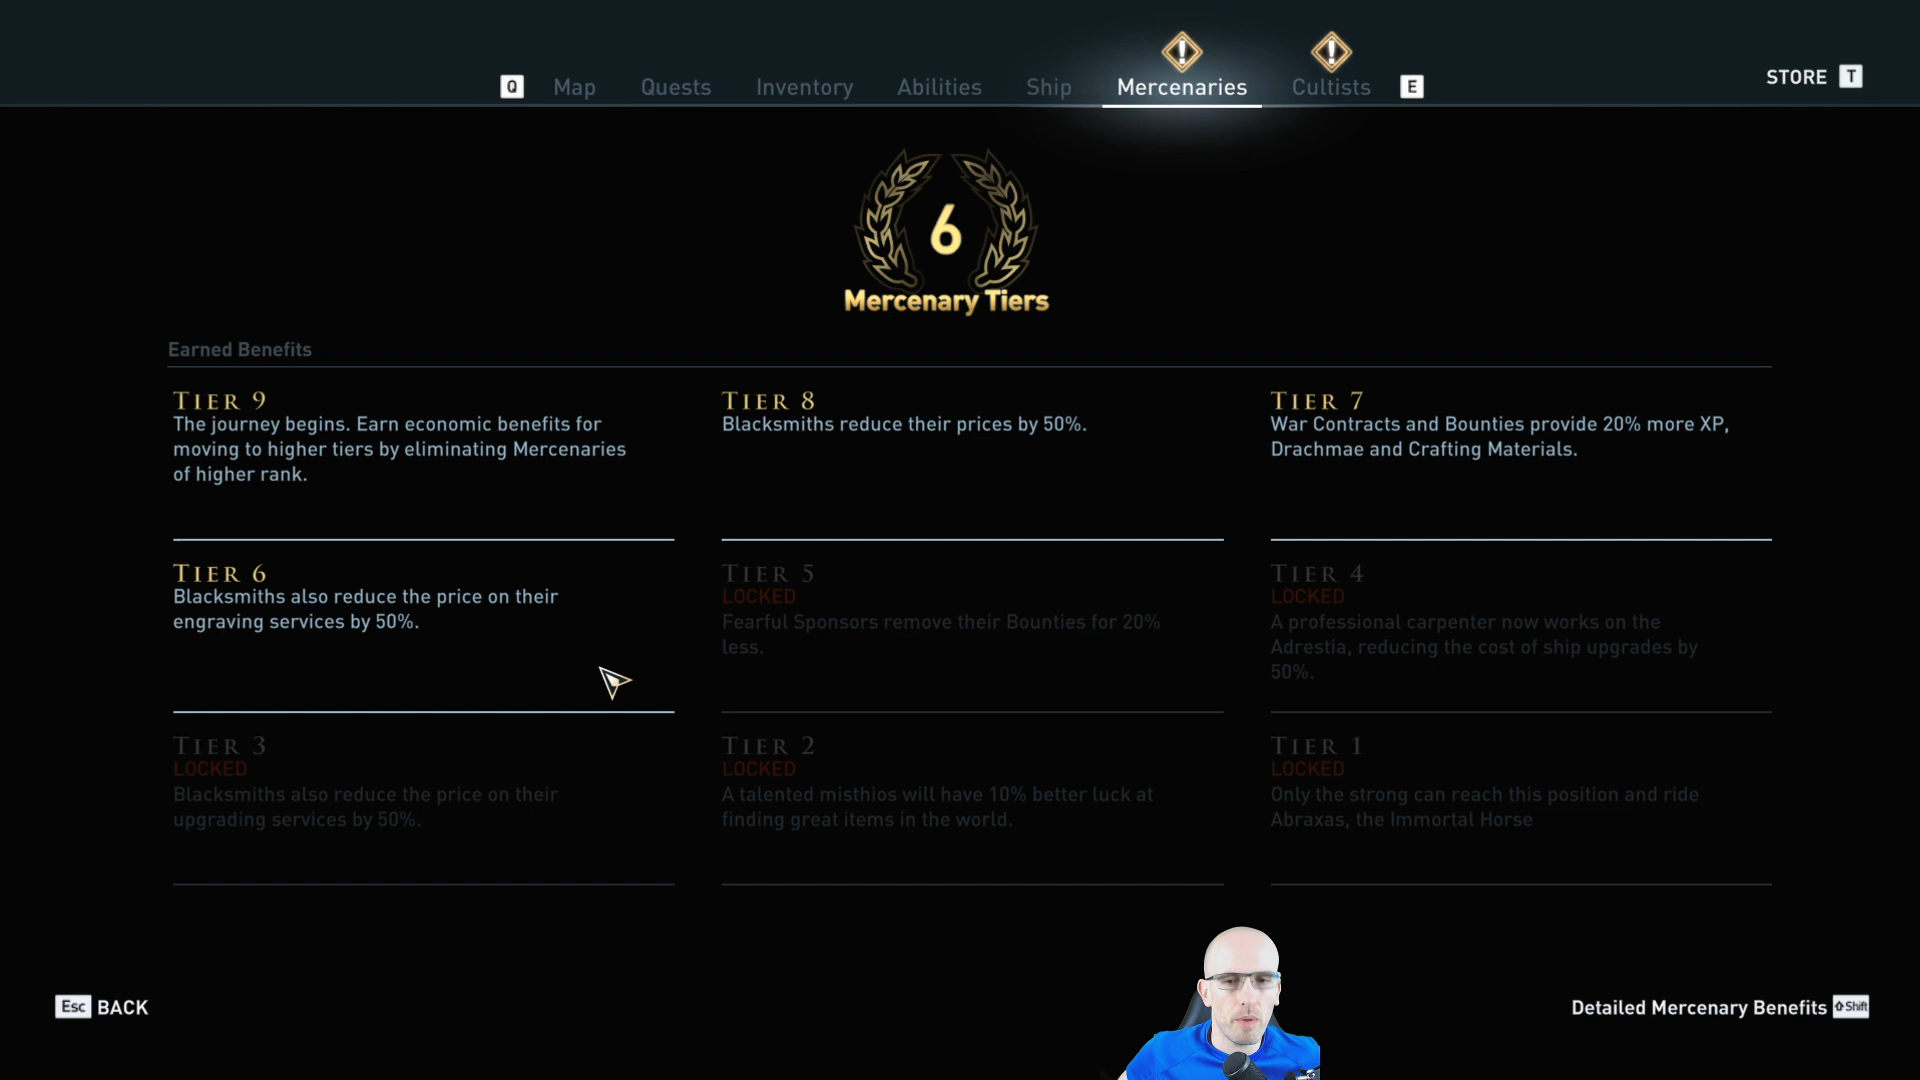 Q Map Quests Inventory Abilities Ship Mercenaries Cultists E
STORE T
6
Mercenary Tiers
Earned Benefits
TIER 9
The journey begins. Earn economic benefits for
moving to higher tiers by eliminating Mercenaries
of higher rank.
TIER 8
Blacksmiths reduce their prices by 50%.
TIER 7
War Contracts and Bounties provide 20% more XP,
Drachmae and Crafting Materials.
TIER 6
Blacksmiths also reduce the price on their
engraving services by 50%.
TIER 5
LOCKED
Fearful Sponsors remove their Bounties for 20%
less.
TIER 4
LOCKED
A professional carpenter now works on the
Adrestia, reducing the cost of ship upgrades by
50%.
TIER 3
LOCKED
Blacksmiths also reduce the price on their
upgrading services by 50%.
TIER 2
LOCKED
A talented misthios will have 10% better luck at
finding great items in the world.
TIER 1
LOCKED
Only the strong can reach this position and ride
Abraxas, the Immortal Horse
Esc BACK
Detailed Mercenary Benefits Shift